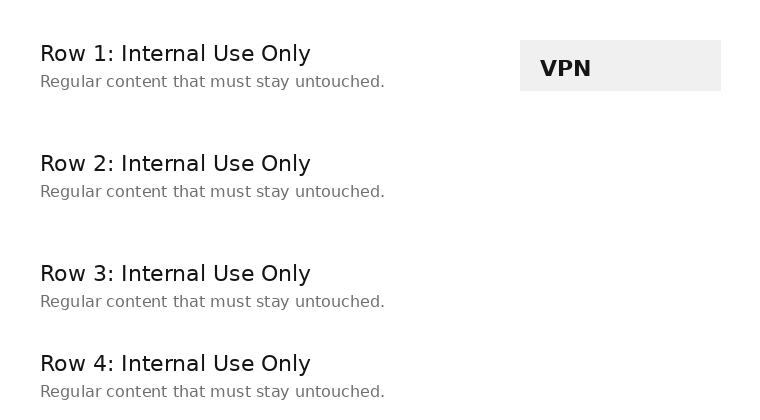 Row 1: Internal Use Only
Regular content that must stay untouched.
VPN
Row 2: Internal Use Only
Regular content that must stay untouched.
Row 3: Internal Use Only
Regular content that must stay untouched.
Row 4: Internal Use Only
Regular content that must stay untouched.